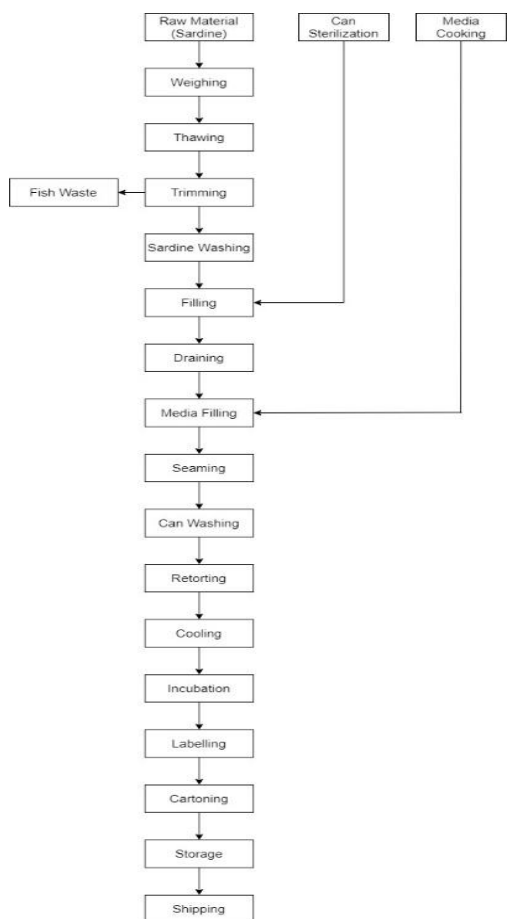 Raw Material
(Sardine)
Can
Sterilization
Media
Cooking
Weighing
Thawing
Fish Waste
Trimming
Sardine Washing
Filling
Draining
Media Filling
Seaming
Can Washing
Retorting
Cooling
Incubation
Labelling
Cartoning
Storage
Shipping